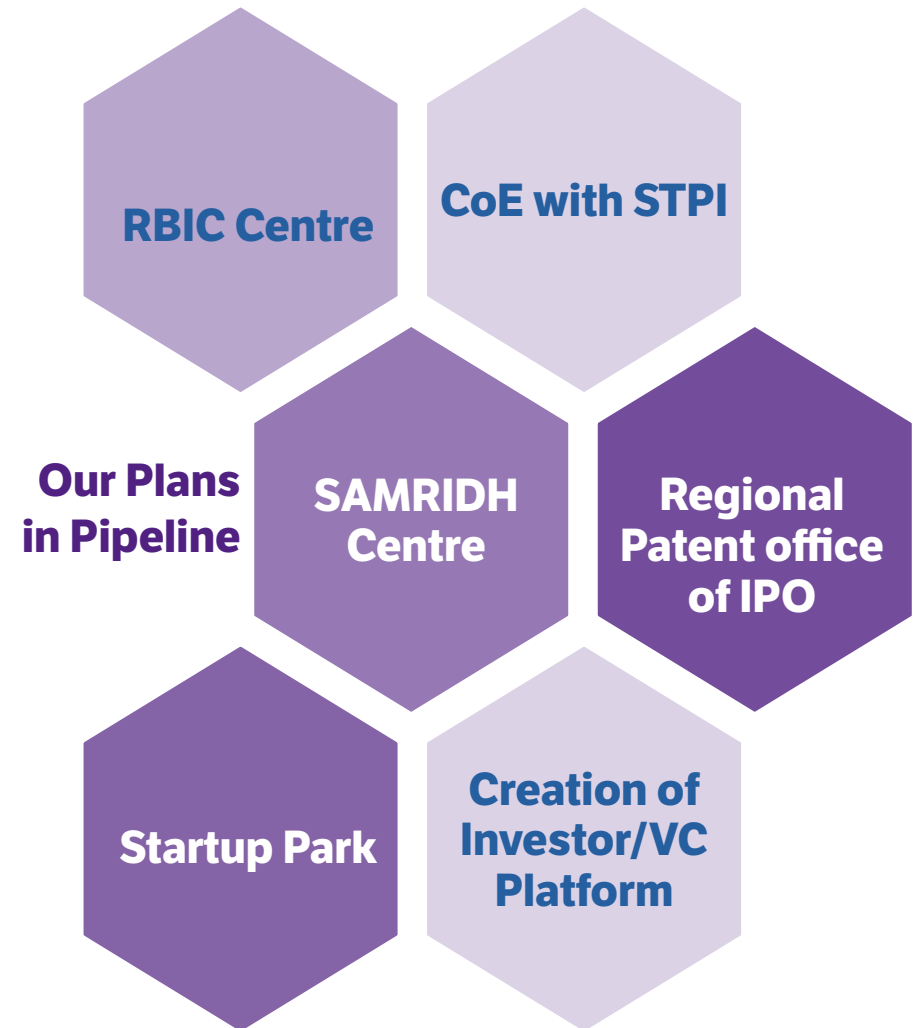 RBIC Centre
CoE with STPI
Our Plans
in Pipeline
SAMRIDH
Centre
Regional
Patent office
of IPO
Startup Park
Creation of
Investor/VC
Platform